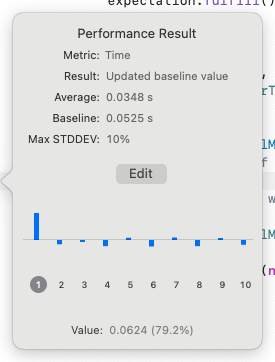 expectation.fulfill()
Performance Result
Metric: Time
Result: Updated baseline value
Average: 0.0348 s
Baseline: 0.0525 s
Max STDDEV: 10%
Edit
1 2 3 4 5 6 7 8 9 10
Value: 0.0624 (79.2%)